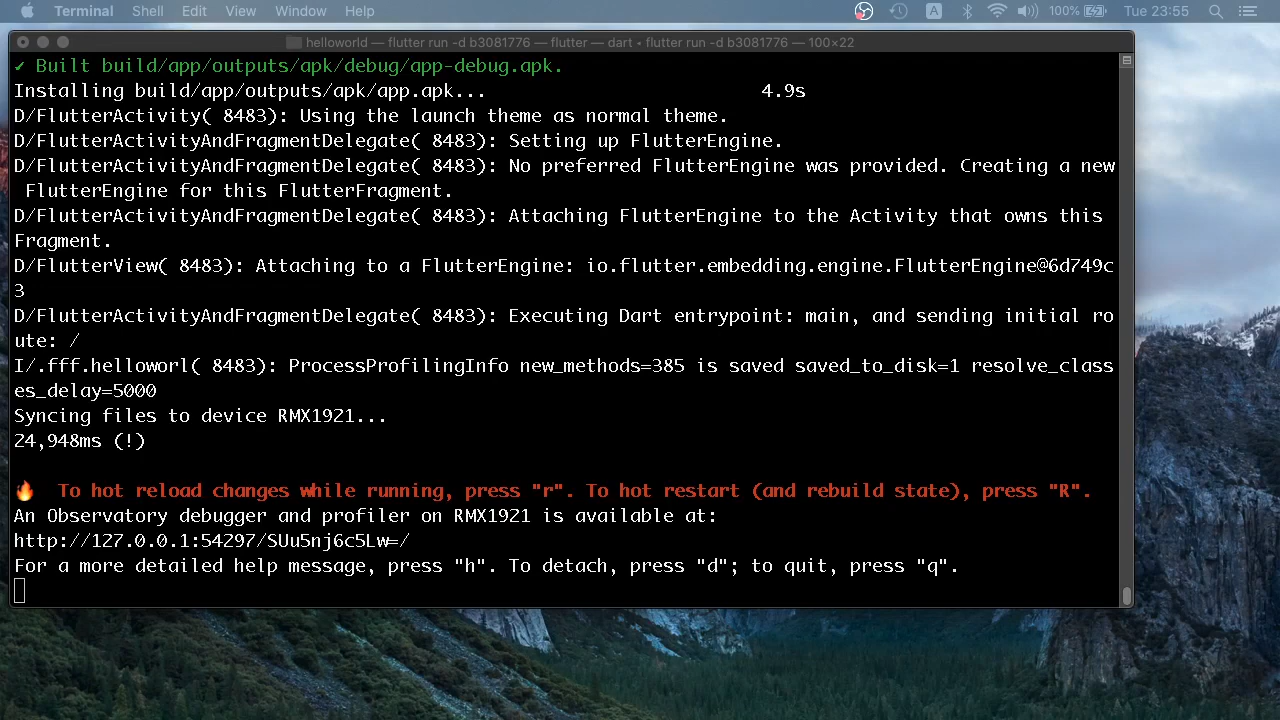 Terminal Shell Edit View Window Help A 100% Tue 23:55
helloworld — flutter run -d b3081776 — flutter — dart ◂ flutter run -d b3081776 — 100×22
✓ Built build/app/outputs/apk/debug/app-debug.apk.
Installing build/app/outputs/apk/app.apk... 4.9s
D/FlutterActivity( 8483): Using the launch theme as normal theme.
D/FlutterActivityAndFragmentDelegate( 8483): Setting up FlutterEngine.
D/FlutterActivityAndFragmentDelegate( 8483): No preferred FlutterEngine was provided. Creating a new
FlutterEngine for this FlutterFragment.
D/FlutterActivityAndFragmentDelegate( 8483): Attaching FlutterEngine to the Activity that owns this
Fragment.
D/FlutterView( 8483): Attaching to a FlutterEngine: io.flutter.embedding.engine.FlutterEngine@6d749c
3
D/FlutterActivityAndFragmentDelegate( 8483): Executing Dart entrypoint: main, and sending initial ro
ute: /
I/.fff.helloworl( 8483): ProcessProfilingInfo new_methods=385 is saved saved_to_disk=1 resolve_class
es_delay=5000
Syncing files to device RMX1921...
24,948ms (!)
🔥 To hot reload changes while running, press "r". To hot restart (and rebuild state), press "R".
An Observatory debugger and profiler on RMX1921 is available at:
http://127.0.0.1:54297/SUu5nj6c5Lw=/
For a more detailed help message, press "h". To detach, press "d"; to quit, press "q".